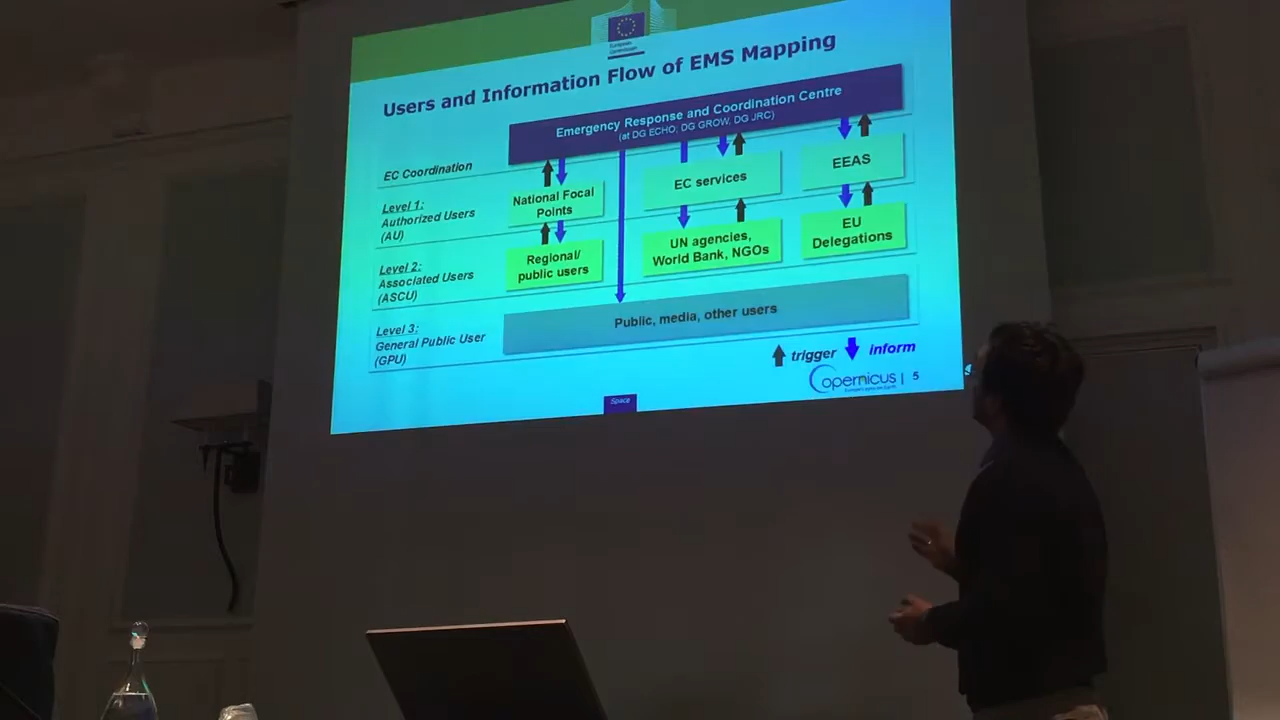 European
Commission
Users and Information Flow of EMS Mapping
Emergency Response and Coordination Centre
(at DG ECHO, DG GROW, DG JRC)
EC Coordination
Level 1:
Authorized Users
(AU)
National Focal
Points
EC services
EEAS
Level 2:
Associated Users
(ASCU)
Regional/
public users
UN agencies,
World Bank, NGOs
EU
Delegations
Level 3:
General Public User
(GPU)
Public, media, other users
trigger
inform
Copernicus | 5
Space